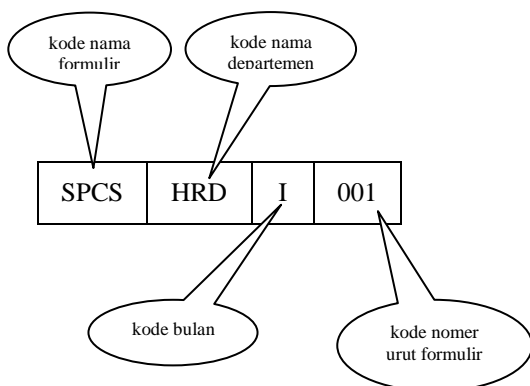 kode nama
formulir
kode nama
departemen
SPCS HRD I 001
kode bulan
kode nomer
urut formulir